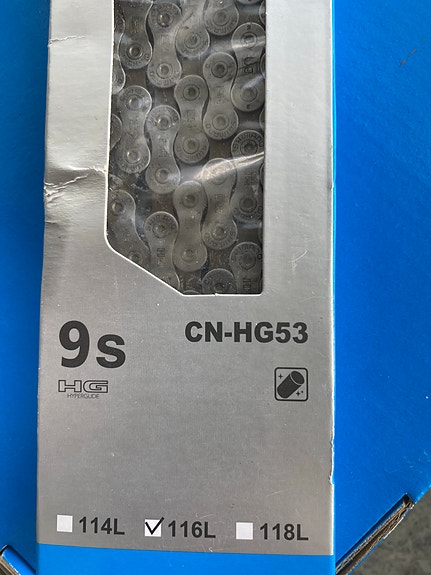 9s
CN-HG53
HG
HYPERGLIDE
114L 116L 118L